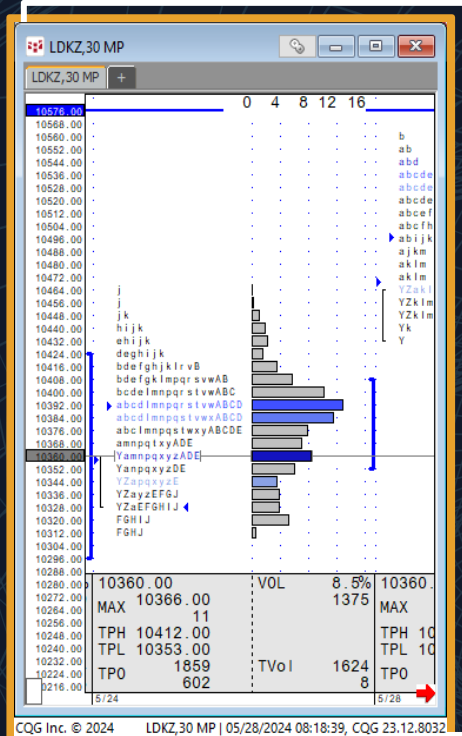 LDKZ,30 MP
LDKZ,30 MP +
0 4 8 12 16
10576.00
10568.00
10560.00 b
10552.00 ab
10544.00 abd
10536.00 abcde
10528.00 abcde
10520.00 abcde
10512.00 abcef
10504.00 abcfh
10496.00 abijk
10488.00 ajkm
10480.00 aklm
10472.00 aklm
10464.00 j YZakl
10456.00 j YZklm
10448.00 jk YZklm
10440.00 hijk Yk
10432.00 ehijk Y
10424.00 deghijk
10416.00 bdefghjklrvB
10408.00 bdefgklmpqrsvwAB
10400.00 bcdelmnpqrstvwABC
10392.00 abcdlmnpqrstvwABCD
10384.00 abcdlmnpqstvwxABCD
10376.00 abclmnpqstwxyABCDE
10368.00 amnpqtxyADE
10360.00 YamnpqxyzADE
10352.00 YanpqxyzDE
10344.00 YZapqxyzE
10336.00 YZayzEFGJ
10328.00 YZaEFGHIJ
10320.00 FGHIJ
10312.00 FGHJ
10304.00
10296.00
10288.00
10280.00
10272.00
10264.00
10256.00
10248.00
10240.00
10232.00
10224.00
10216.00
10360.00 VOL 8.5% 10360.
MAX 10366.00 1375 MAX
11
TPH 10412.00 TPH 10
TPL 10353.00 TPL 10
TPO 1859 TVol 1624 TPO
602 8
5/24 5/28
CQG Inc. © 2024 LDKZ,30 MP | 05/28/2024 08:18:39, CQG 23.12.8032